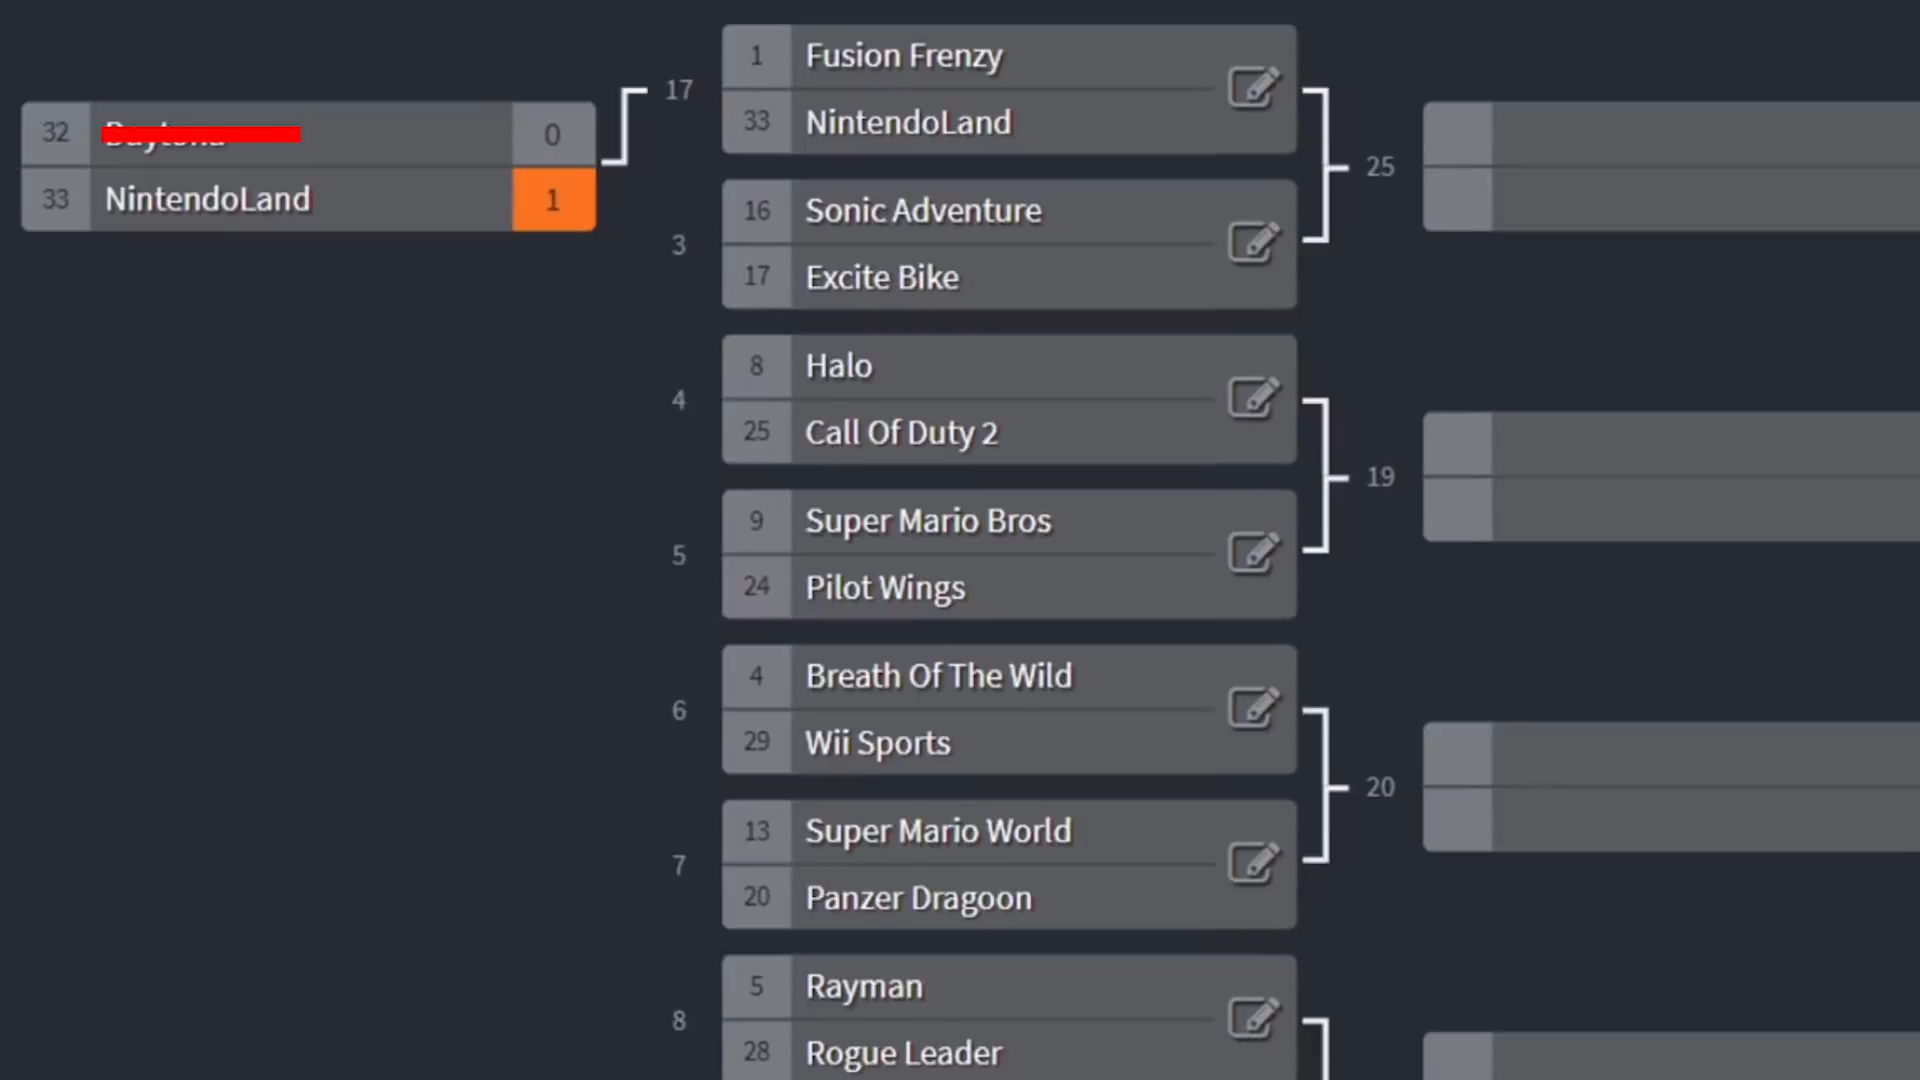 32
0
33 NintendoLand 1
17
1 Fusion Frenzy
33 NintendoLand
3
16 Sonic Adventure
17 Excite Bike
25
4
8 Halo
25 Call Of Duty 2
5
9 Super Mario Bros
24 Pilot Wings
19
6
4 Breath Of The Wild
29 Wii Sports
7
13 Super Mario World
20 Panzer Dragoon
20
8
5 Rayman
28 Rogue Leader